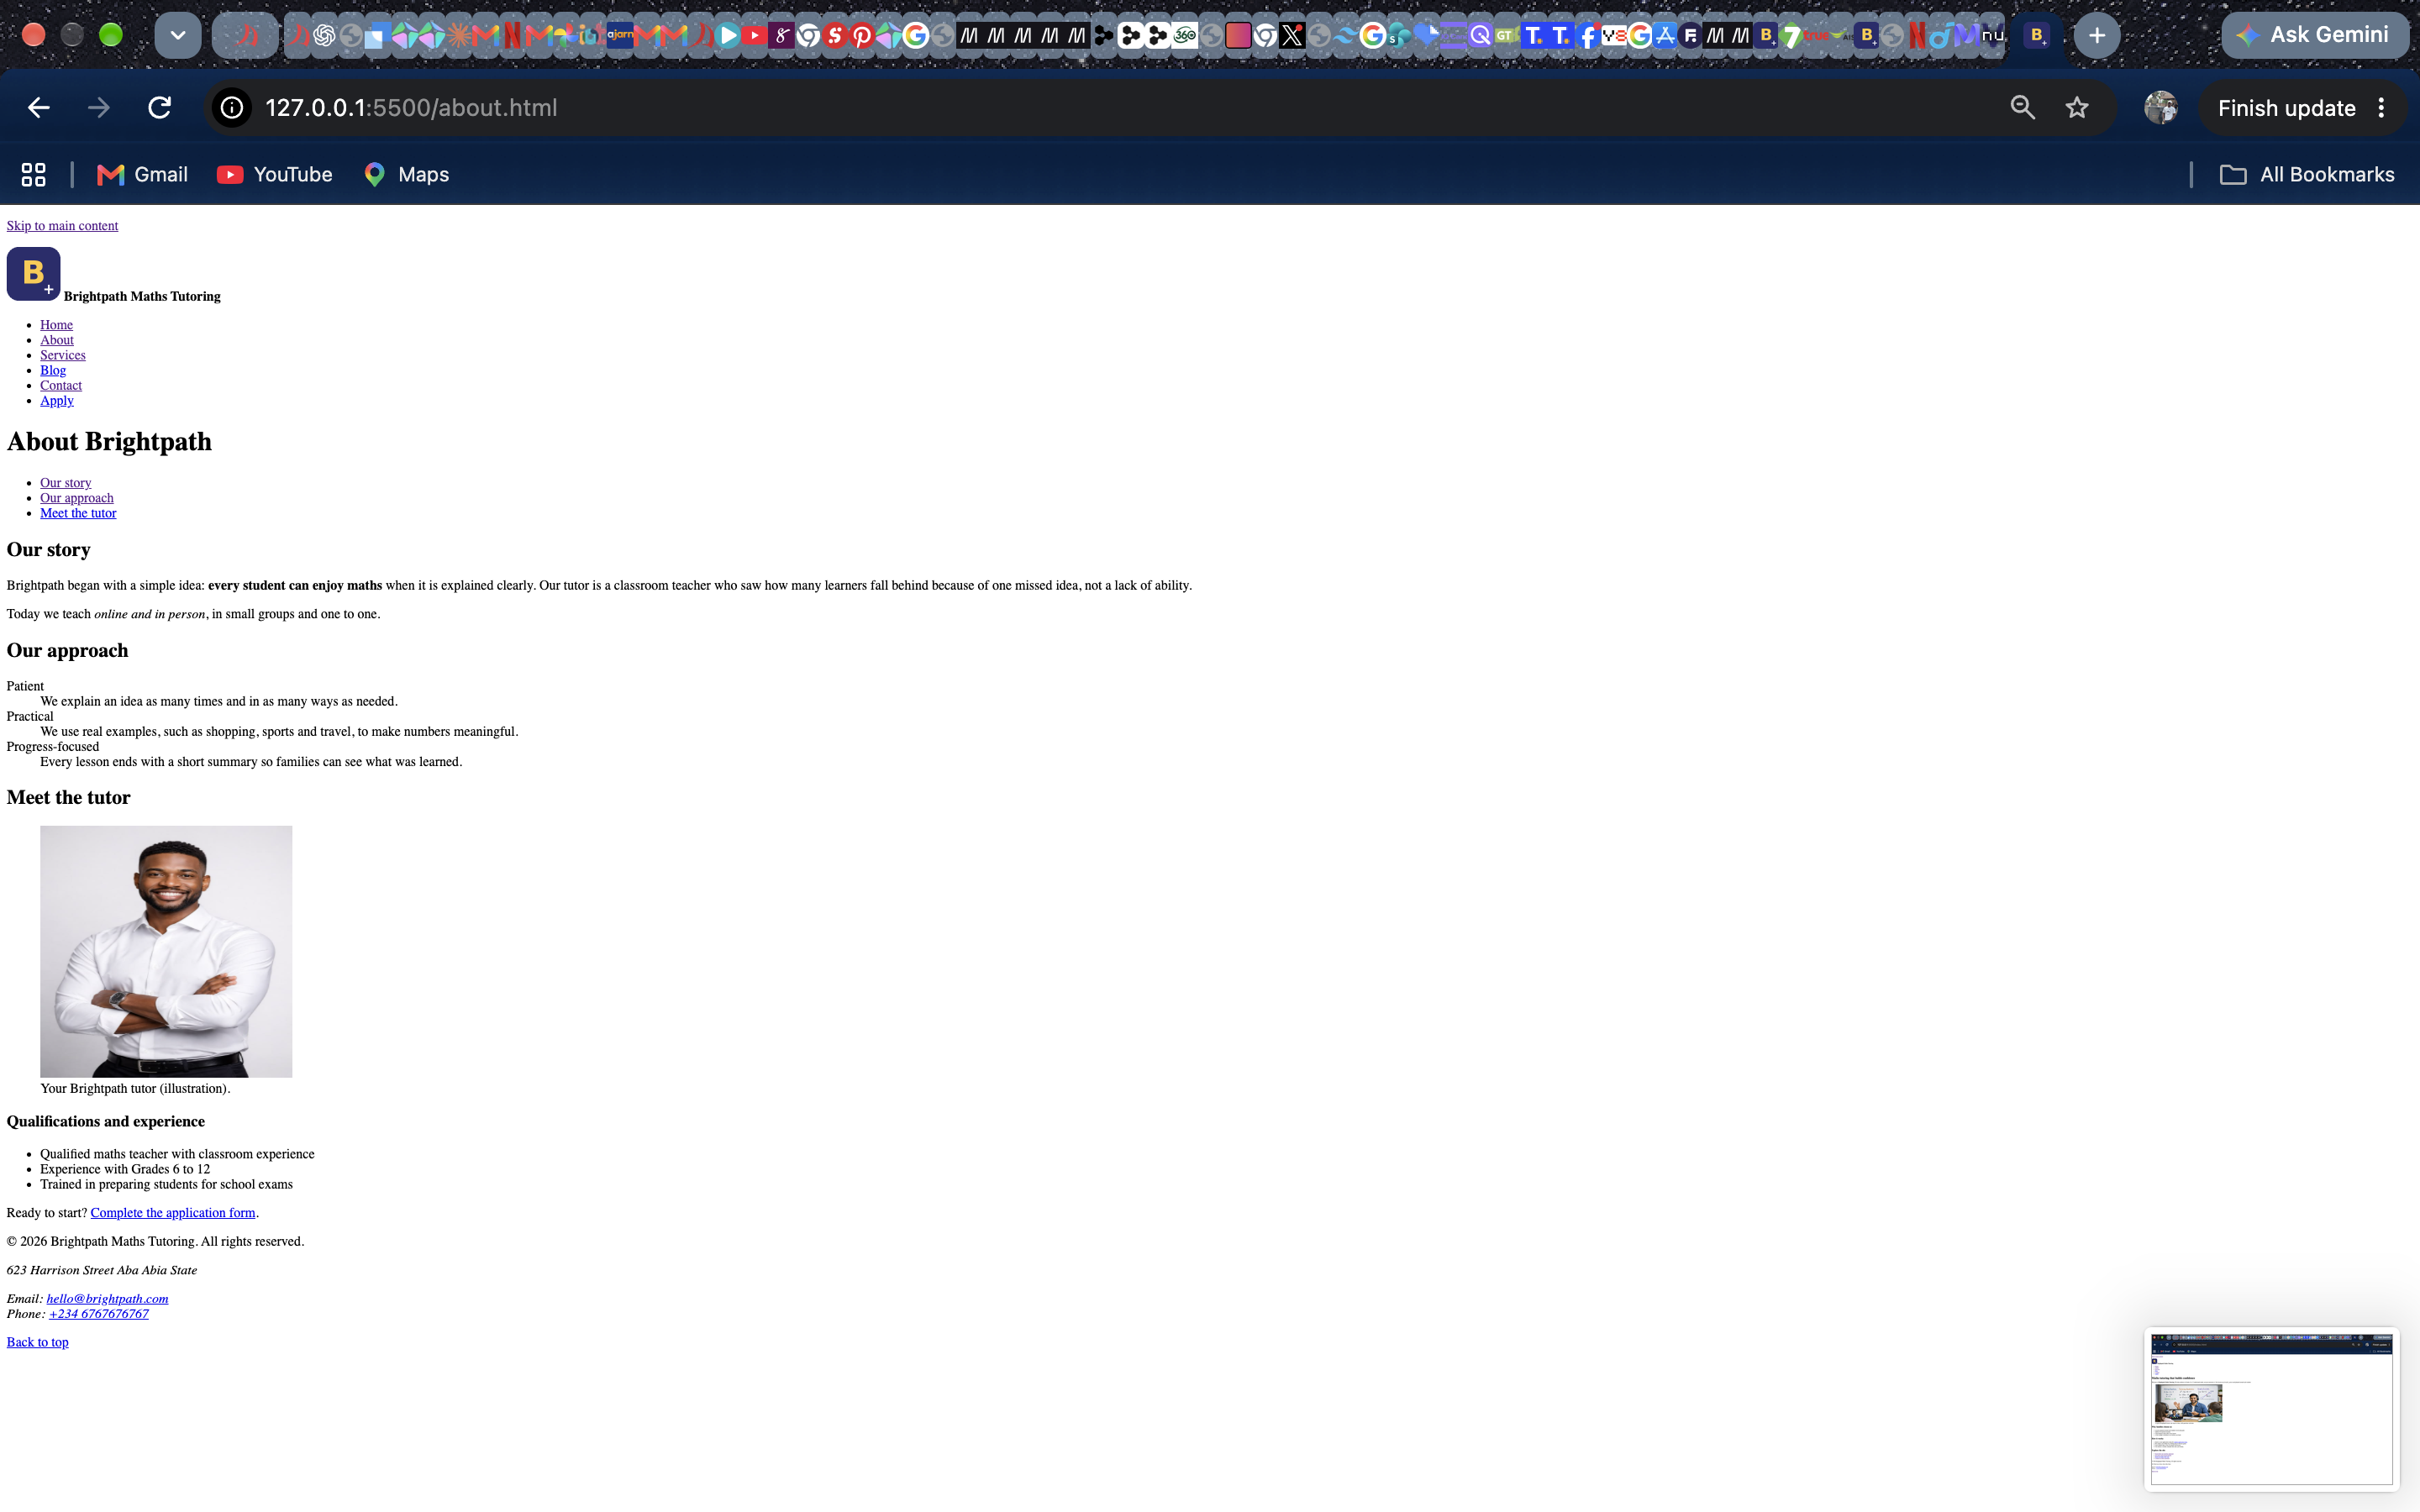 Ask Gemini
127.0.0.1:5500/about.html
Finish update
Gmail
YouTube
Maps
All Bookmarks
Skip to main content
B+
Brightpath Maths Tutoring
Home
About
Services
Blog
Contact
Apply
About Brightpath
Our story
Our approach
Meet the tutor
Our story
Brightpath began with a simple idea: every student can enjoy maths when it is explained clearly. Our tutor is a classroom teacher who saw how many learners fall behind because of one missed idea, not a lack of ability.
Today we teach online and in person, in small groups and one to one.
Our approach
Patient
We explain an idea as many times and in as many ways as needed.
Practical
We use real examples, such as shopping, sports and travel, to make numbers meaningful.
Progress-focused
Every lesson ends with a short summary so families can see what was learned.
Meet the tutor
Your Brightpath tutor (illustration).
Qualifications and experience
Qualified maths teacher with classroom experience
Experience with Grades 6 to 12
Trained in preparing students for school exams
Ready to start? Complete the application form.
© 2026 Brightpath Maths Tutoring. All rights reserved.
623 Harrison Street Aba Abia State
Email: hello@brightpath.com
Phone: +234 6767676767
Back to top